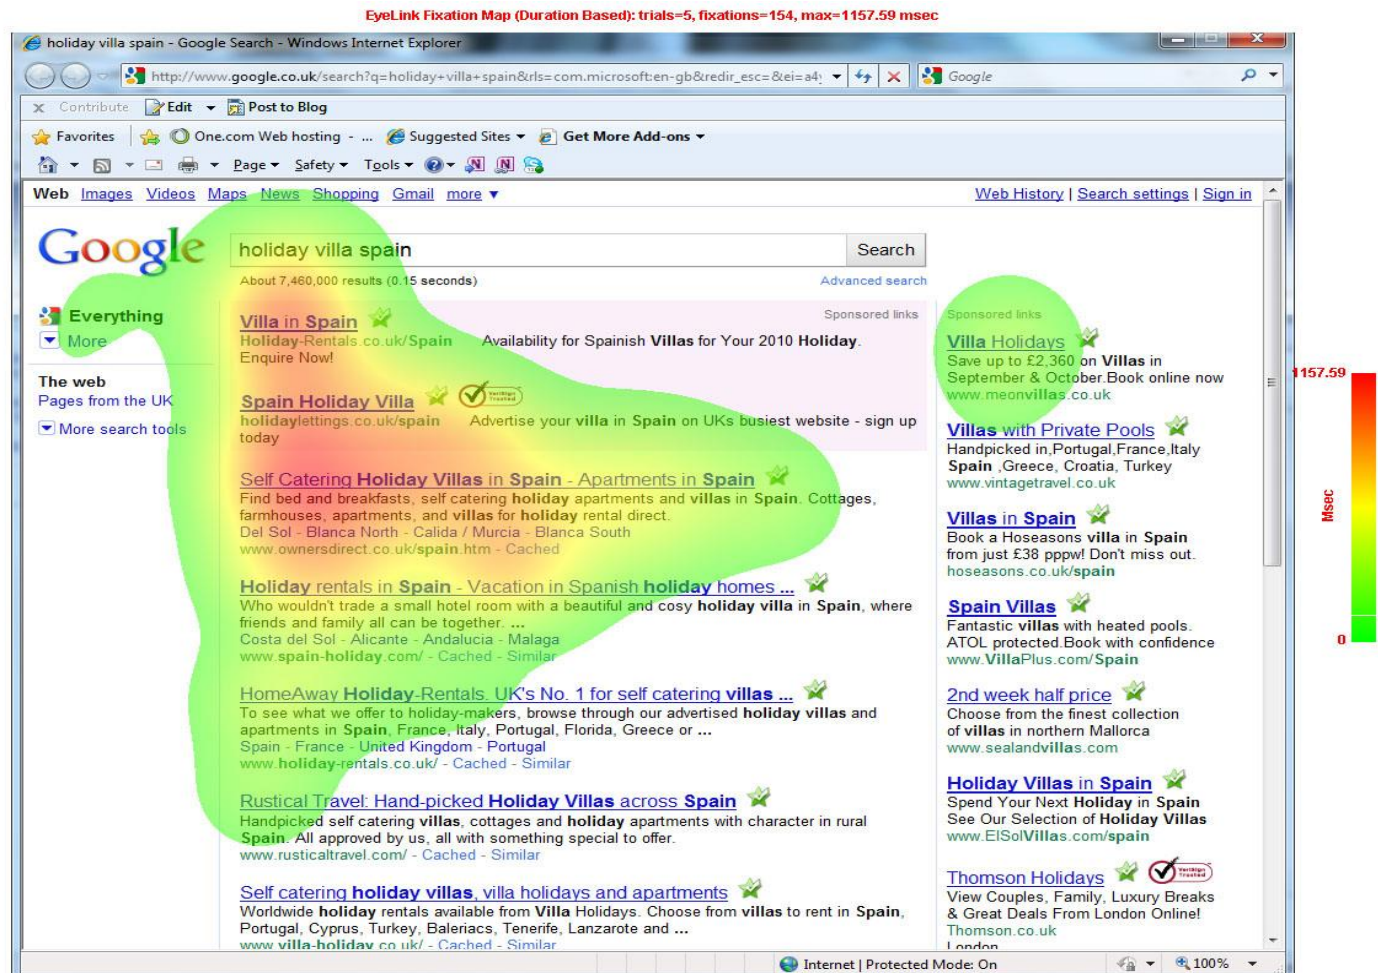 EyeLink Fixation Map (Duration Based): trials=5, fixations=154, max=1157.59 msec
holiday villa spain - Google Search - Windows Internet Explorer
http://www.google.co.uk/search?q=holiday+villa+spain&rls=com.microsoft:en-gb&redir_esc=&ei=a4 Google
x Contribute Edit Post to Blog
Favorites One.com Web hosting - ... Suggested Sites Get More Add-ons
Page Safety Tools
Web Images Videos Maps News Shopping Gmail more Web History | Search settings | Sign in
Google holiday villa spain Search
About 7,460,000 results (0.15 seconds) Advanced search
Everything
More
The web
Pages from the UK
More search tools
Sponsored links
Villa in Spain
Holiday-Rentals.co.uk/Spain Availability for Spainish Villas for Your 2010 Holiday.
Enquire Now!
Spain Holiday Villa VeriSign Trusted
holidaylettings.co.uk/spain Advertise your villa in Spain on UKs busiest website - sign up
today
Self Catering Holiday Villas in Spain - Apartments in Spain
Find bed and breakfasts, self catering holiday apartments and villas in Spain. Cottages,
farmhouses, apartments, and villas for holiday rental direct.
Del Sol - Blanca North - Calida / Murcia - Blanca South
www.ownersdirect.co.uk/spain.htm - Cached
Holiday rentals in Spain - Vacation in Spanish holiday homes ...
Who wouldn't trade a small hotel room with a beautiful and cosy holiday villa in Spain, where
friends and family all can be together. ...
Costa del Sol - Alicante - Andalucia - Malaga
www.spain-holiday.com/ - Cached - Similar
HomeAway Holiday-Rentals. UK's No. 1 for self catering villas ...
To see what we offer to holiday-makers, browse through our advertised holiday villas and
apartments in Spain, France, Italy, Portugal, Florida, Greece or ...
Spain - France - United Kingdom - Portugal
www.holiday-rentals.co.uk/ - Cached - Similar
Rustical Travel: Hand-picked Holiday Villas across Spain
Handpicked self catering villas, cottages and holiday apartments with character in rural
Spain. All approved by us, all with something special to offer.
www.rusticaltravel.com/ - Cached - Similar
Self catering holiday villas, villa holidays and apartments
Worldwide holiday rentals available from Villa Holidays. Choose from villas to rent in Spain,
Portugal, Cyprus, Turkey, Baleriacs, Tenerife, Lanzarote and ...
www.villa-holiday.co.uk/ - Cached - Similar
Sponsored links
Villa Holidays
Save up to £2,360 on Villas in
September & October.Book online now
www.meonvillas.co.uk
Villas with Private Pools
Handpicked in,Portugal,France,Italy
Spain ,Greece, Croatia, Turkey
www.vintagetravel.co.uk
Villas in Spain
Book a Hoseasons villa in Spain
from just £38 pppw! Don't miss out.
hoseasons.co.uk/spain
Spain Villas
Fantastic villas with heated pools.
ATOL protected.Book with confidence
www.VillaPlus.com/Spain
2nd week half price
Choose from the finest collection
of villas in northern Mallorca
www.sealandvillas.com
Holiday Villas in Spain
Spend Your Next Holiday in Spain
See Our Selection of Holiday Villas
www.ElSolVillas.com/spain
Thomson Holidays VeriSign Trusted
View Couples, Family, Luxury Breaks
& Great Deals From London Online!
Thomson.co.uk
London
Internet | Protected Mode: On 100%
1157.59
Msec
0